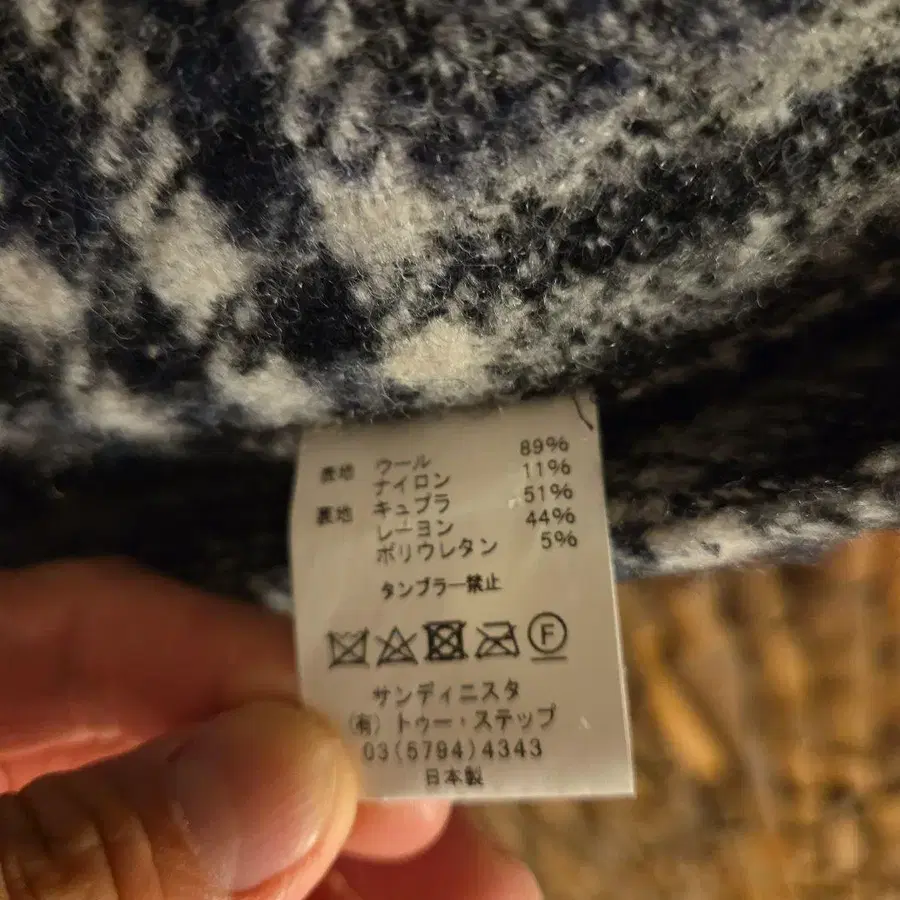 表地 ウール 89%
ナイロン 11%
裏地 キュプラ 51%
レーヨン 44%
ポリウレタン 5%
タンブラー禁止
F
サンディニスタ
(有)トゥー・ステップ
03(5794)4343
日本製